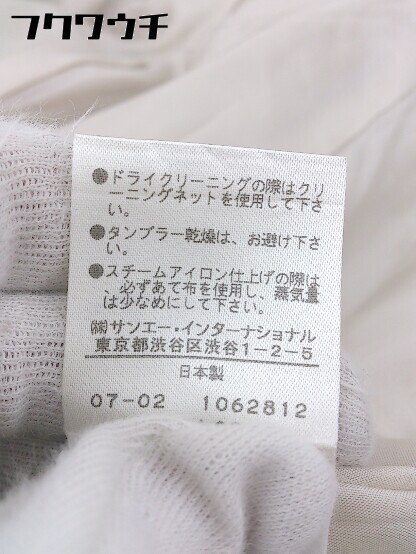 フクワウチ
●ドライクリーニングの際はクリ
ーニングネットを使用して下さ
い。
●タンブラー乾燥は、お避け下さ
い。
●スチームアイロン仕上げの際は
、必ずあて布を使用し、蒸気量
は少なめにして下さい。
㈱サンエー・インターナショナル
東京都渋谷区渋谷1-2-5
日本製
07-02 1062812